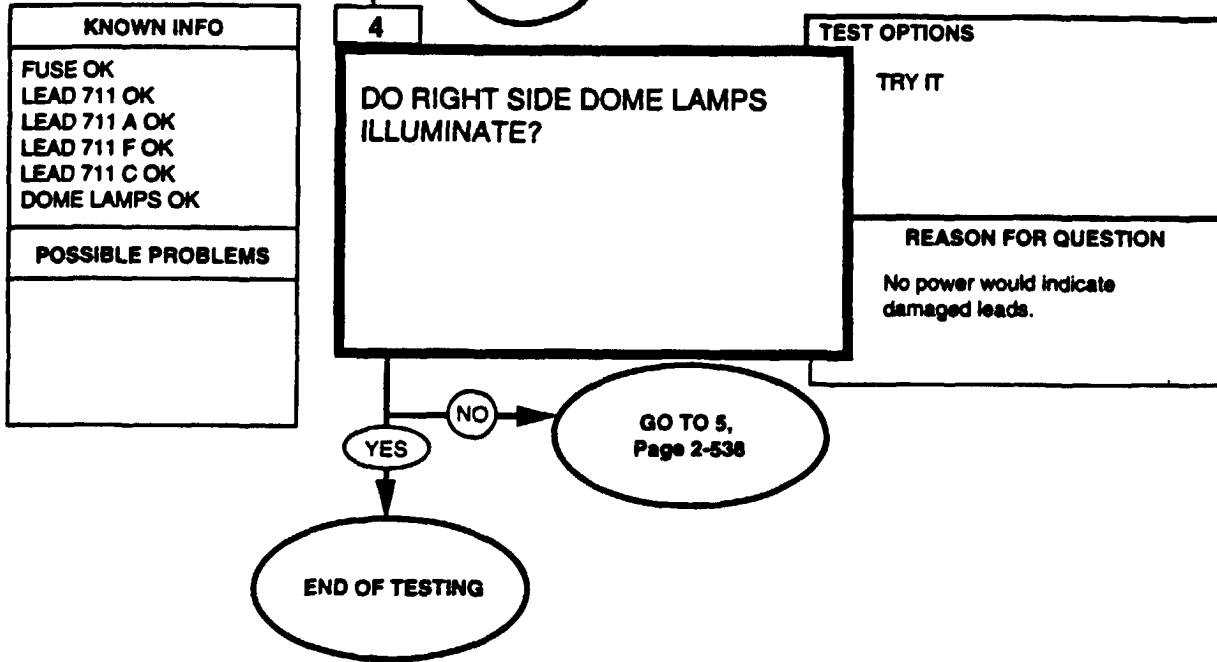 KNOWN INFO
FUSE OK
LEAD 711 OK
LEAD 711 A OK
LEAD 711 F OK
LEAD 711 C OK
DOME LAMPS OK
POSSIBLE PROBLEMS
4
DO RIGHT SIDE DOME LAMPS
ILLUMINATE?
TEST OPTIONS
TRY IT
REASON FOR QUESTION
No power would indicate
damaged leads.
NO
GO TO 5,
Page 2-538
YES
END OF TESTING